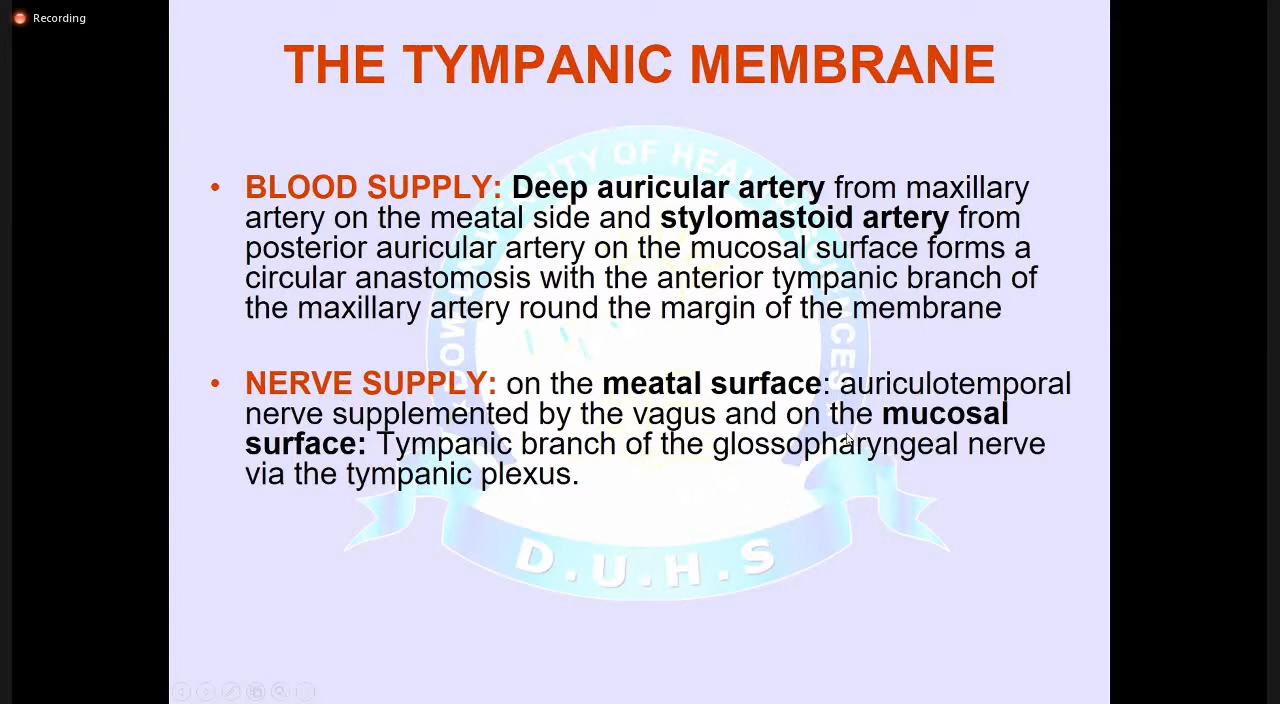 Recording
THE TYMPANIC MEMBRANE
• BLOOD SUPPLY: Deep auricular artery from maxillary
artery on the meatal side and stylomastoid artery from
posterior auricular artery on the mucosal surface forms a
circular anastomosis with the anterior tympanic branch of
the maxillary artery round the margin of the membrane
• NERVE SUPPLY: on the meatal surface: auriculotemporal
nerve supplemented by the vagus and on the mucosal
surface: Tympanic branch of the glossopharyngeal nerve
via the tympanic plexus.
D.U.H.S